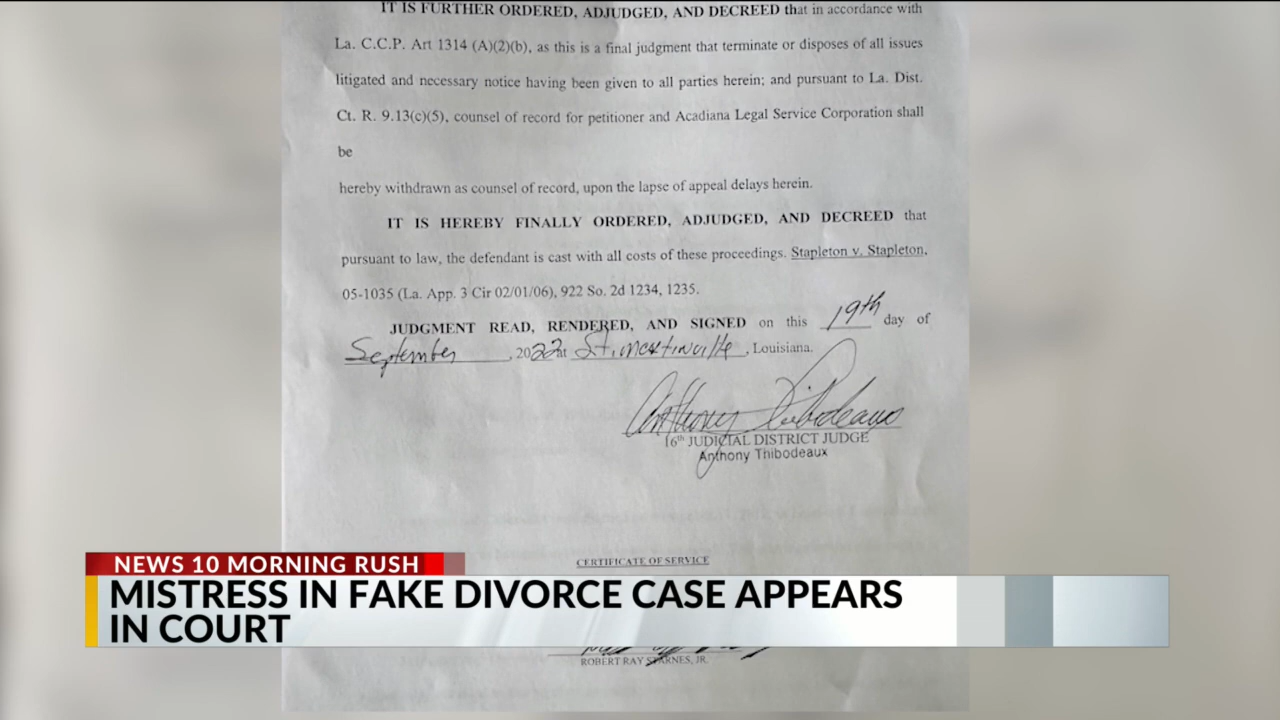 IT IS FURTHER ORDERED, ADJUDGED, AND DECREED that in accordance with
La. C.C.P. Art 1314 (A)(2)(b), as this is a final judgment that terminate or disposes of all issues
litigated and necessary notice having been given to all parties herein; and pursuant to La. Dist.
Ct. R. 9.13(c)(5), counsel of record for petitioner and Acadiana Legal Service Corporation shall
be
hereby withdrawn as counsel of record, upon the lapse of appeal delays herein.
IT IS HEREBY FINALLY ORDERED, ADJUDGED, AND DECREED that
pursuant to law, the defendant is cast with all costs of these proceedings. Stapleton v. Stapleton,
05-1035 (La. App. 3 Cir 02/01/06), 922 So. 2d 1234, 1235.
JUDGMENT READ, RENDERED, AND SIGNED on this 19th day of
September, 2022 at St. martinville, Louisiana.
Anthony Thibodeaux
16th JUDICIAL DISTRICT JUDGE
Anthony Thibodeaux
CERTIFICATE OF SERVICE
NEWS 10 MORNING RUSH
MISTRESS IN FAKE DIVORCE CASE APPEARS
IN COURT
ROBERT RAY STARNES, JR.